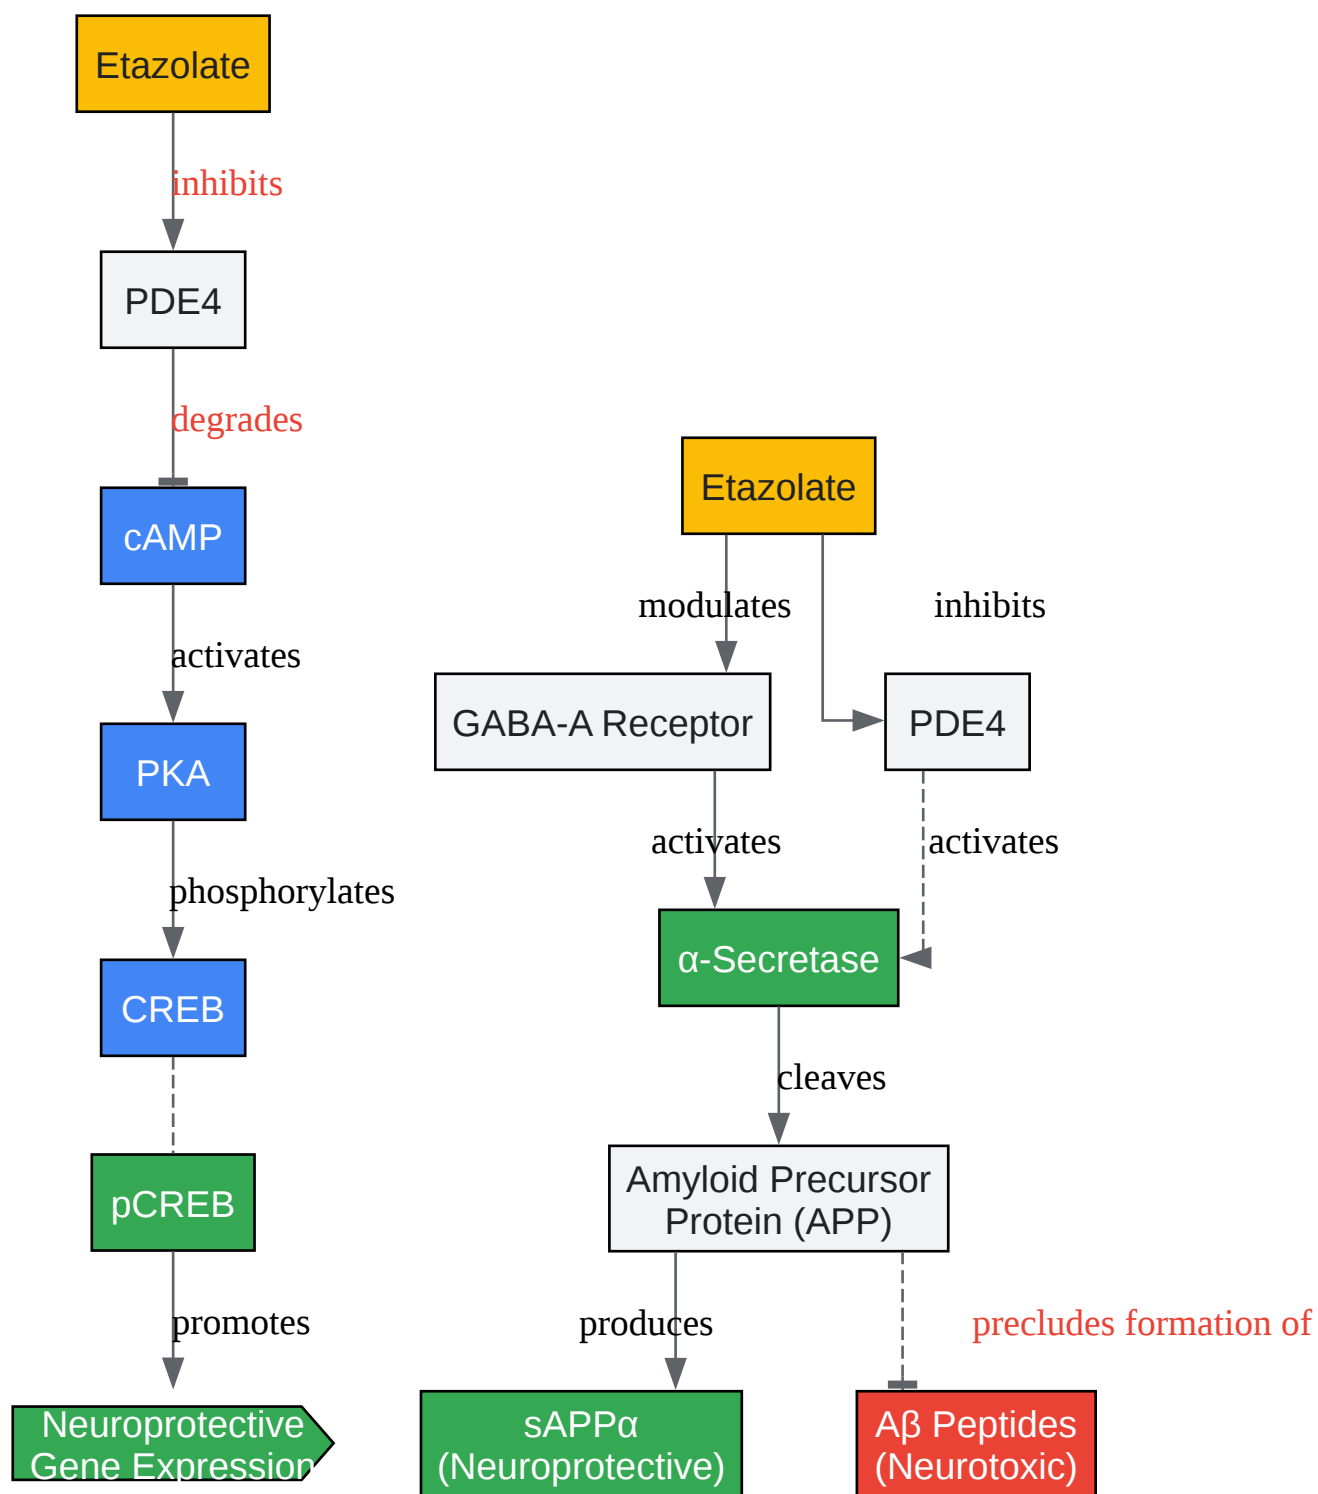 Etazolate
inhibits
PDE4
degrades
cAMP
activates
PKA
phosphorylates
CREB
pCREB
promotes
Neuroprotective
Gene Expression
Etazolate
modulates
inhibits
GABA-A Receptor
PDE4
activates
activates
α-Secretase
cleaves
Amyloid Precursor
Protein (APP)
produces
precludes formation of
sAPPα
(Neuroprotective)
Aβ Peptides
(Neurotoxic)